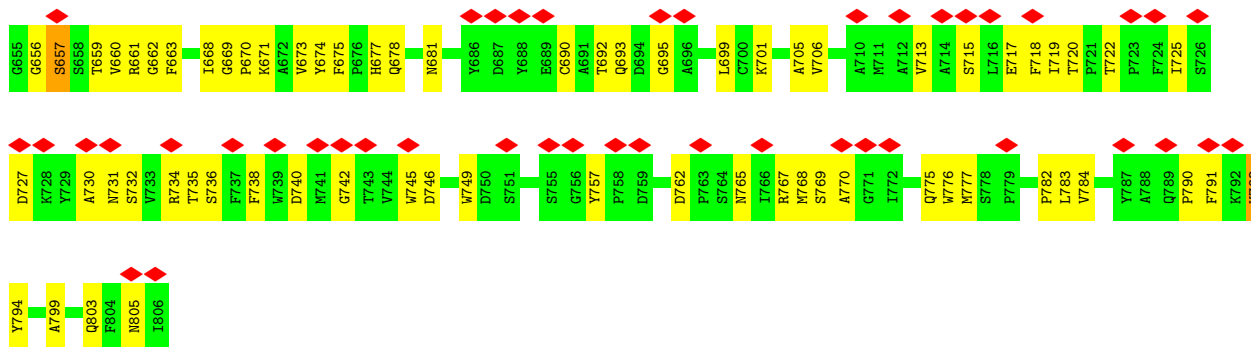 G655 G656 S657 S658 T659 V660 R661 G662 F663 I668 G669 P670 K671 A672 V673 Y674 F675 P676 H677 Q678 N681 Y686 D687 Y688 E689 C690 A691 T692 Q693 D694 G695 A696 L699 C700 K701 A705 V706 A710 M711 A712 V713 A714 S715 L716 E717 F718 I719 T720 P721 T722 P723 F724 I725 S726
D727 K728 Y729 A730 N731 S732 V733 R734 T735 S736 F737 F738 W739 D740 M741 G742 T743 V744 W745 D746 W749 D750 S751 S755 G756 Y757 P758 D759 D762 P763 S764 N765 I766 R767 M768 S769 A770 G771 I772 Q775 W776 M777 S778 P779 P782 L783 V784 Y787 A788 Q789 P790 F791 K792
Y794 A799 Q803 F804 N805 I806